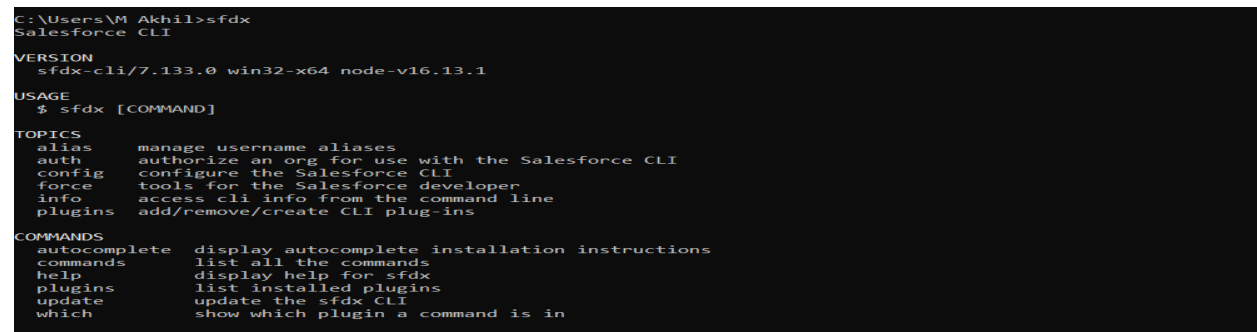 C:\Users\M Akhil>sfdx
Salesforce CLI
VERSION
sfdx-cli/7.133.0 win32-x64 node-v16.13.1
USAGE
$ sfdx [COMMAND]
TOPICS
alias manage username aliases
auth authorize an org for use with the Salesforce CLI
config configure the Salesforce CLI
force tools for the Salesforce developer
info access cli info from the command line
plugins add/remove/create CLI plug-ins
COMMANDS
autocomplete display autocomplete installation instructions
commands list all the commands
help display help for sfdx
plugins list installed plugins
update update the sfdx CLI
which show which plugin a command is in